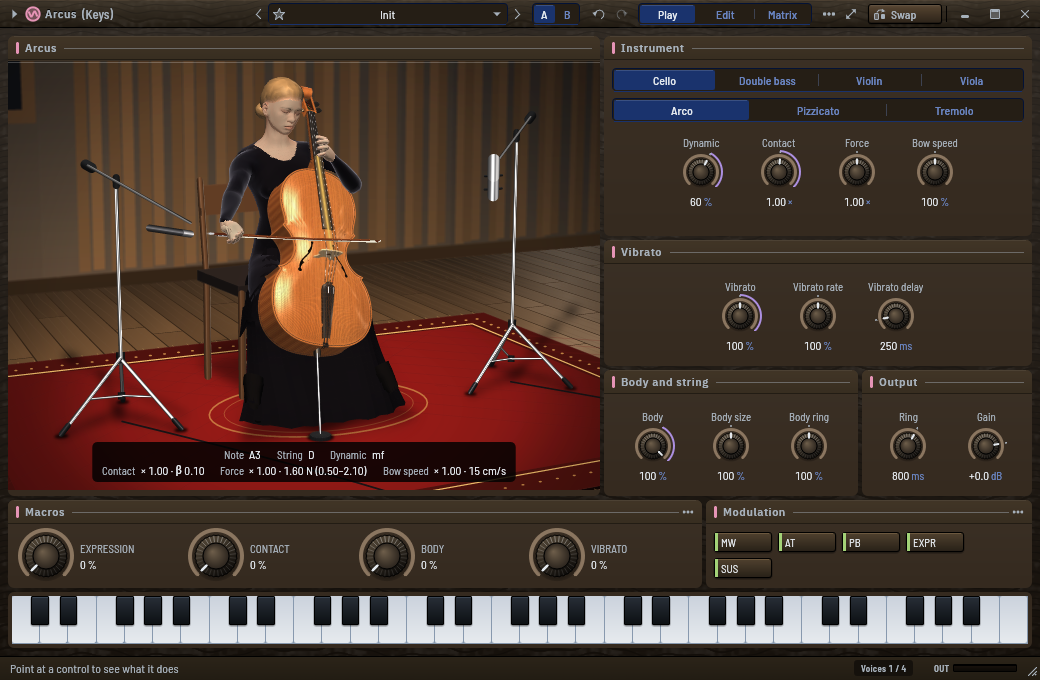 Arcus (Keys)
Init
A
B
Play
Edit
Matrix
Swap
Arcus
Note A3 String D Dynamic mf
Contact × 1.00 · β 0.10 Force × 1.00 · 1.60 N (0.50–2.10) Bow speed × 1.00 · 15 cm/s
Instrument
Cello Double bass Violin Viola
Arco Pizzicato Tremolo
Dynamic Contact Force Bow speed
60 % 1.00 × 1.00 × 100 %
Vibrato
Vibrato Vibrato rate Vibrato delay
100 % 100 % 250 ms
Body and string
Body Body size Body ring
100 % 100 % 100 %
Output
Ring Gain
800 ms +0.0 dB
Macros
EXPRESSION
0 %
CONTACT
0 %
BODY
0 %
VIBRATO
0 %
Modulation
MW AT PB EXPR
SUS
Point at a control to see what it does
Voices 1 / 4
OUT